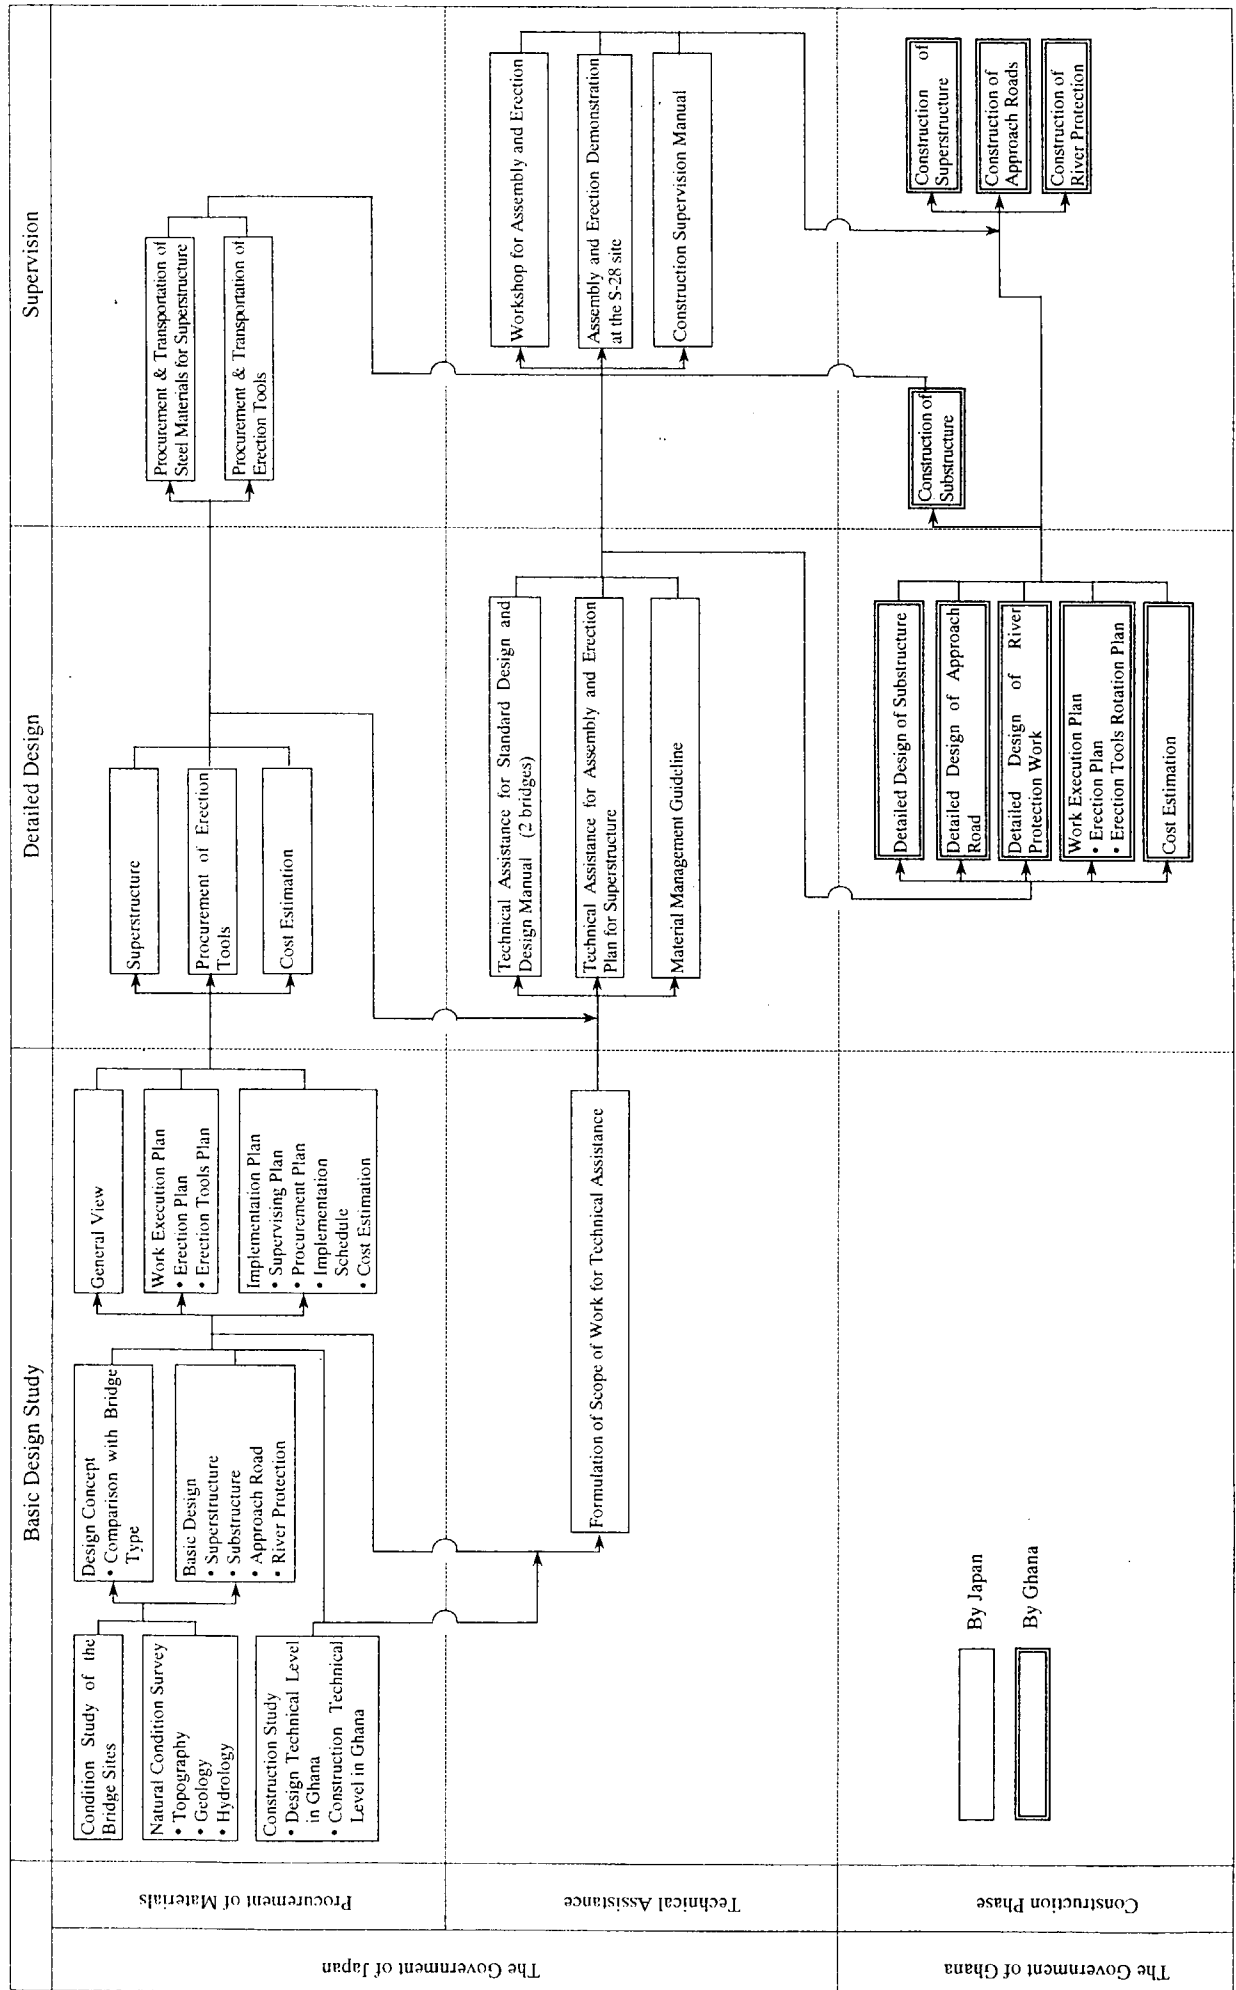 Basic Design Study
Detailed Design
Supervision
The Government of Japan
Procurement of Materials
Condition Study of the
Bridge Sites
Natural Condition Survey
• Topography
• Geology
• Hydrology
Construction Study
• Design Technical Level
in Ghana
• Construction Technical
Level in Ghana
Design Concept
• Comparison with Bridge
Type
Basic Design
• Superstructure
• Substructure
• Approach Road
• River Protection
General View
Work Execution Plan
• Erection Plan
• Erection Tools Plan
Implementation Plan
• Supervising Plan
• Procurement Plan
• Implementation
Schedule
• Cost Estimation
Superstructure
Procurement of Erection
Tools
Cost Estimation
Procurement & Transportation of
Steel Materials for Superstructure
Procurement & Transportation of
Erection Tools
Technical Assistance
Formulation of Scope of Work for Technical Assistance
Technical Assistance for Standard Design and
Design Manual (2 bridges)
Technical Assistance for Assembly and Erection
Plan for Superstructure
Material Management Guideline
Workshop for Assembly and Erection
Assembly and Erection Demonstration
at the S-28 site
Construction Supervision Manual
The Government of Ghana
Construction Phase
By Japan
By Ghana
Detailed Design of Substructure
Detailed Design of Approach
Road
Detailed Design of River
Protection Work
Work Execution Plan
• Erection Plan
• Erection Tools Rotation Plan
Cost Estimation
Construction of
Substructure
Construction of
Superstructure
Construction of
Approach Roads
Construction of
River Protection